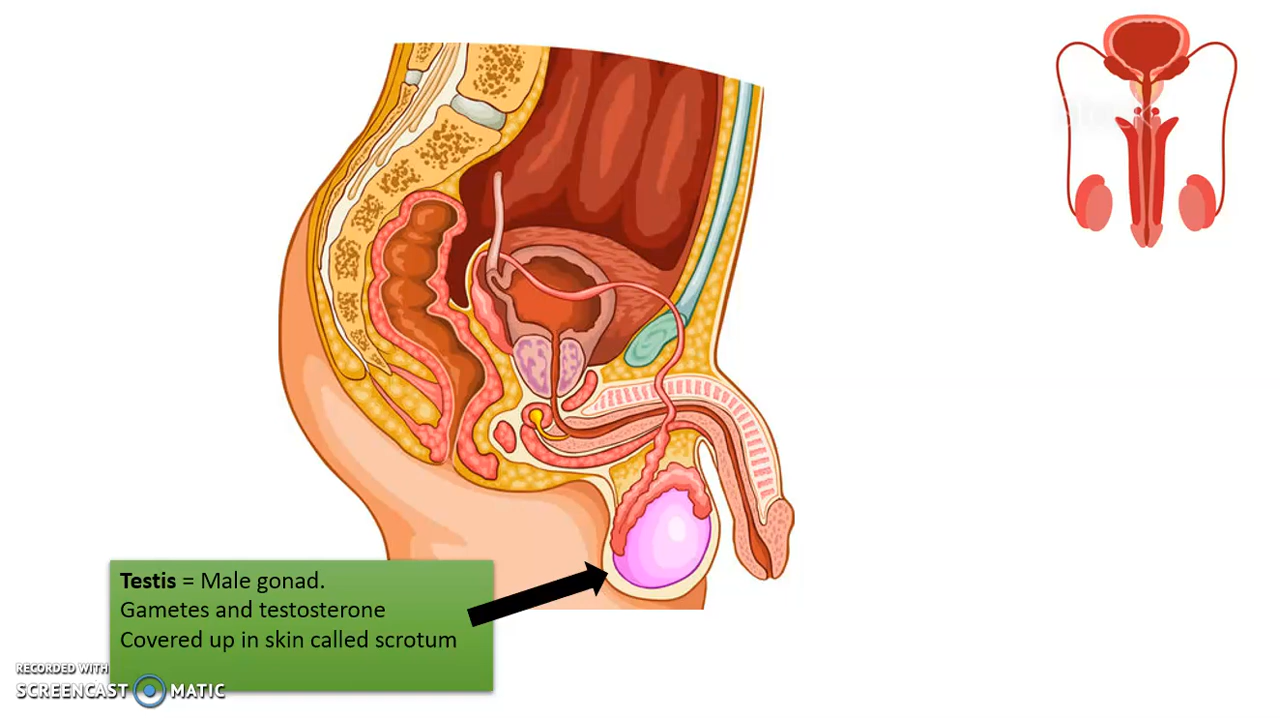 Testis = Male gonad.
Gametes and testosterone
Covered up in skin called scrotum
RECORDED WITH
SCREENCAST MATIC